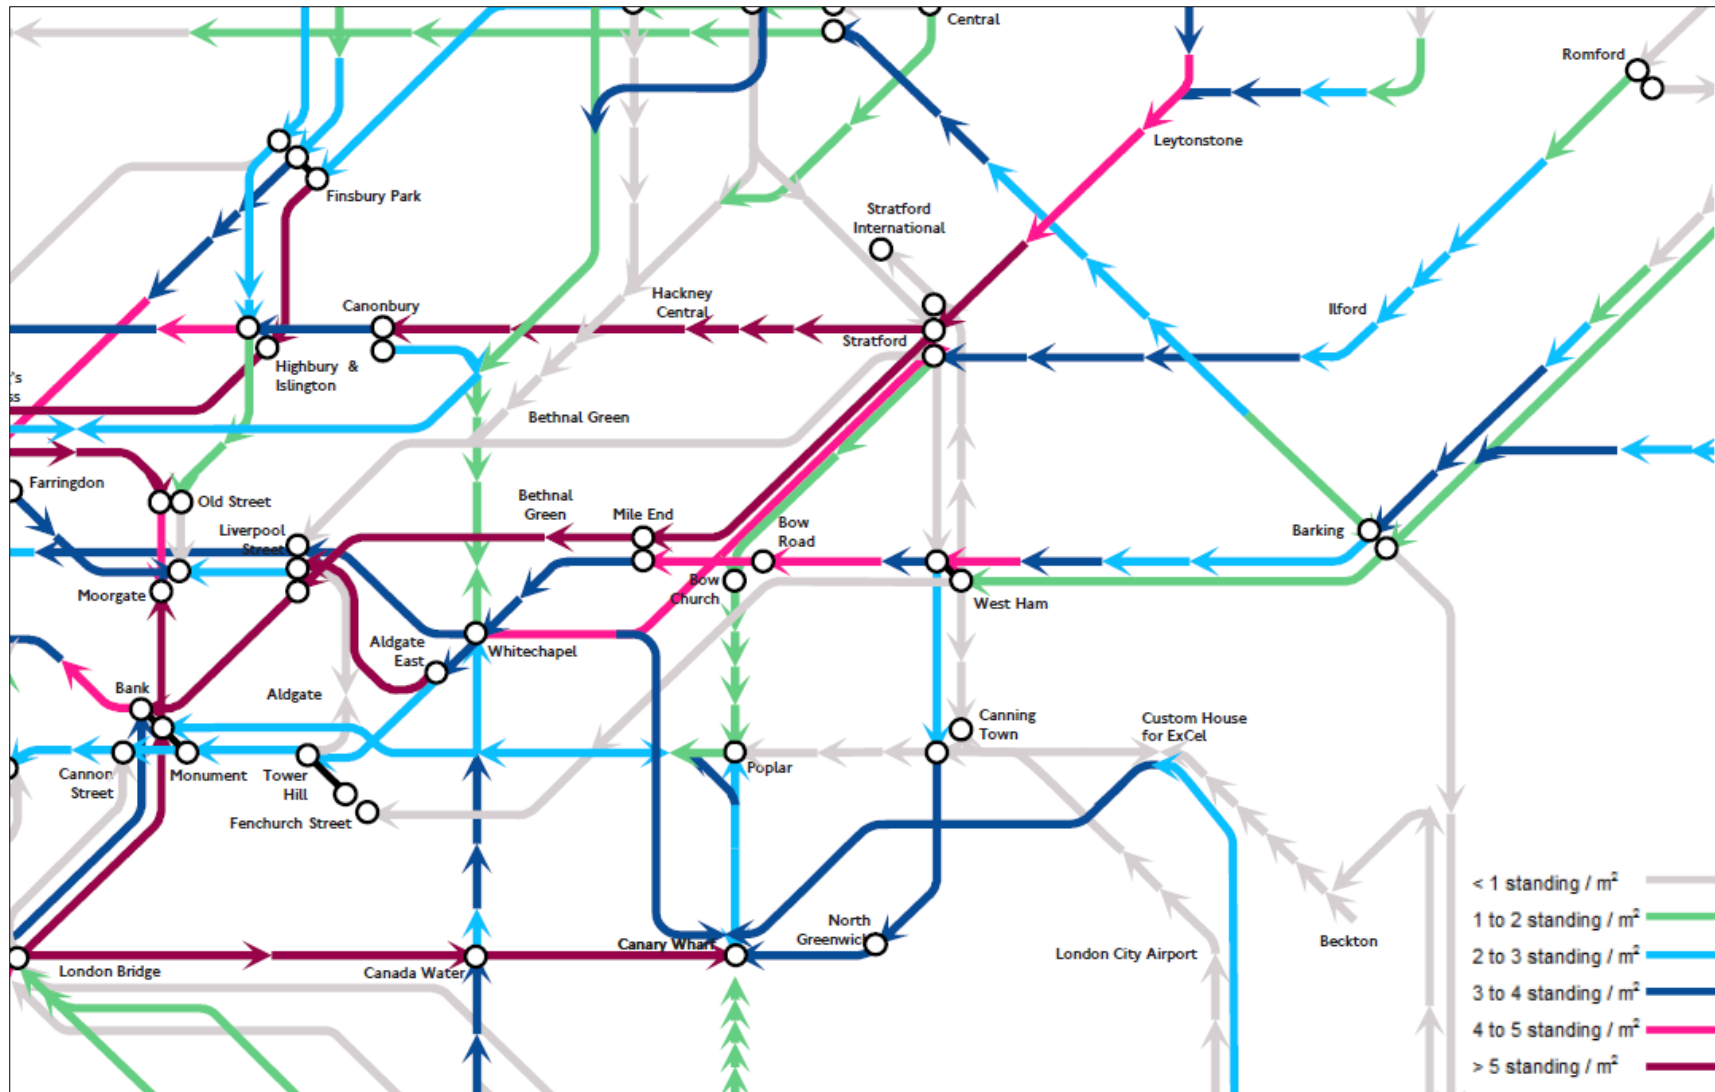 Central
Romford
Leytonstone
Finsbury Park
Stratford
International
Hackney
Central
Canonbury
Ilford
Stratford
Highbury &
Islington
's
ss
Bethnal Green
Farringdon
Old Street
Bethnal
Green
Mile End
Bow
Road
Liverpool
Street
Barking
Moorgate
Bow
Church
West Ham
Aldgate
East
Whitechapel
Bank
Aldgate
Canning
Town
Custom House
for ExCel
Cannon
Street
Monument
Tower
Hill
Poplar
Fenchurch Street
< 1 standing / m²
1 to 2 standing / m²
North
Greenwich
Canary Wharf
Beckton
London City Airport
2 to 3 standing / m²
London Bridge
Canada Water
3 to 4 standing / m²
4 to 5 standing / m²
> 5 standing / m²